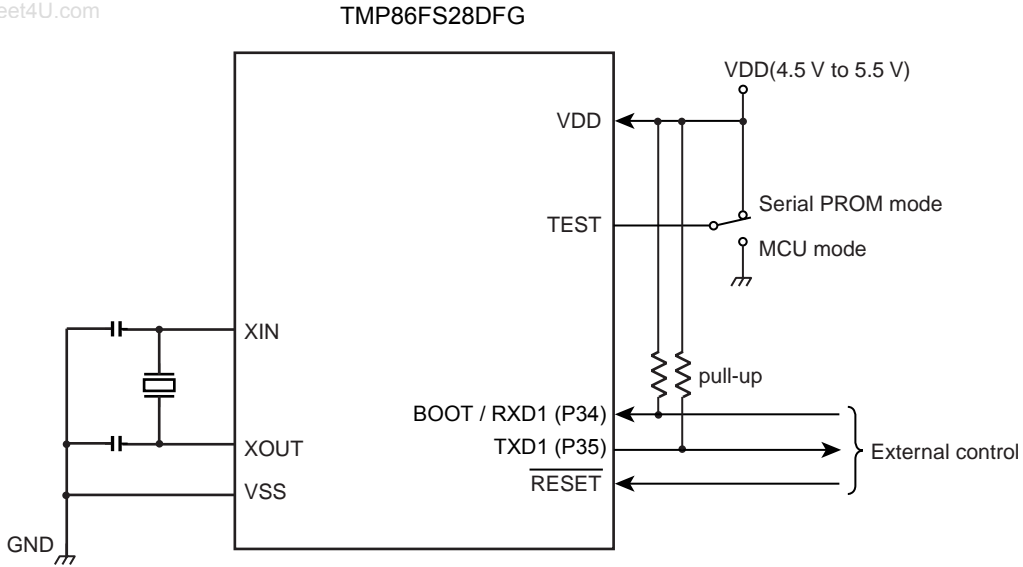 eet4U.com
TMP86FS28DFG
VDD(4.5 V to 5.5 V)
VDD
Serial PROM mode
TEST
MCU mode
XIN
pull-up
BOOT / RXD1 (P34)
XOUT
TXD1 (P35)
External control
RESET
VSS
GND